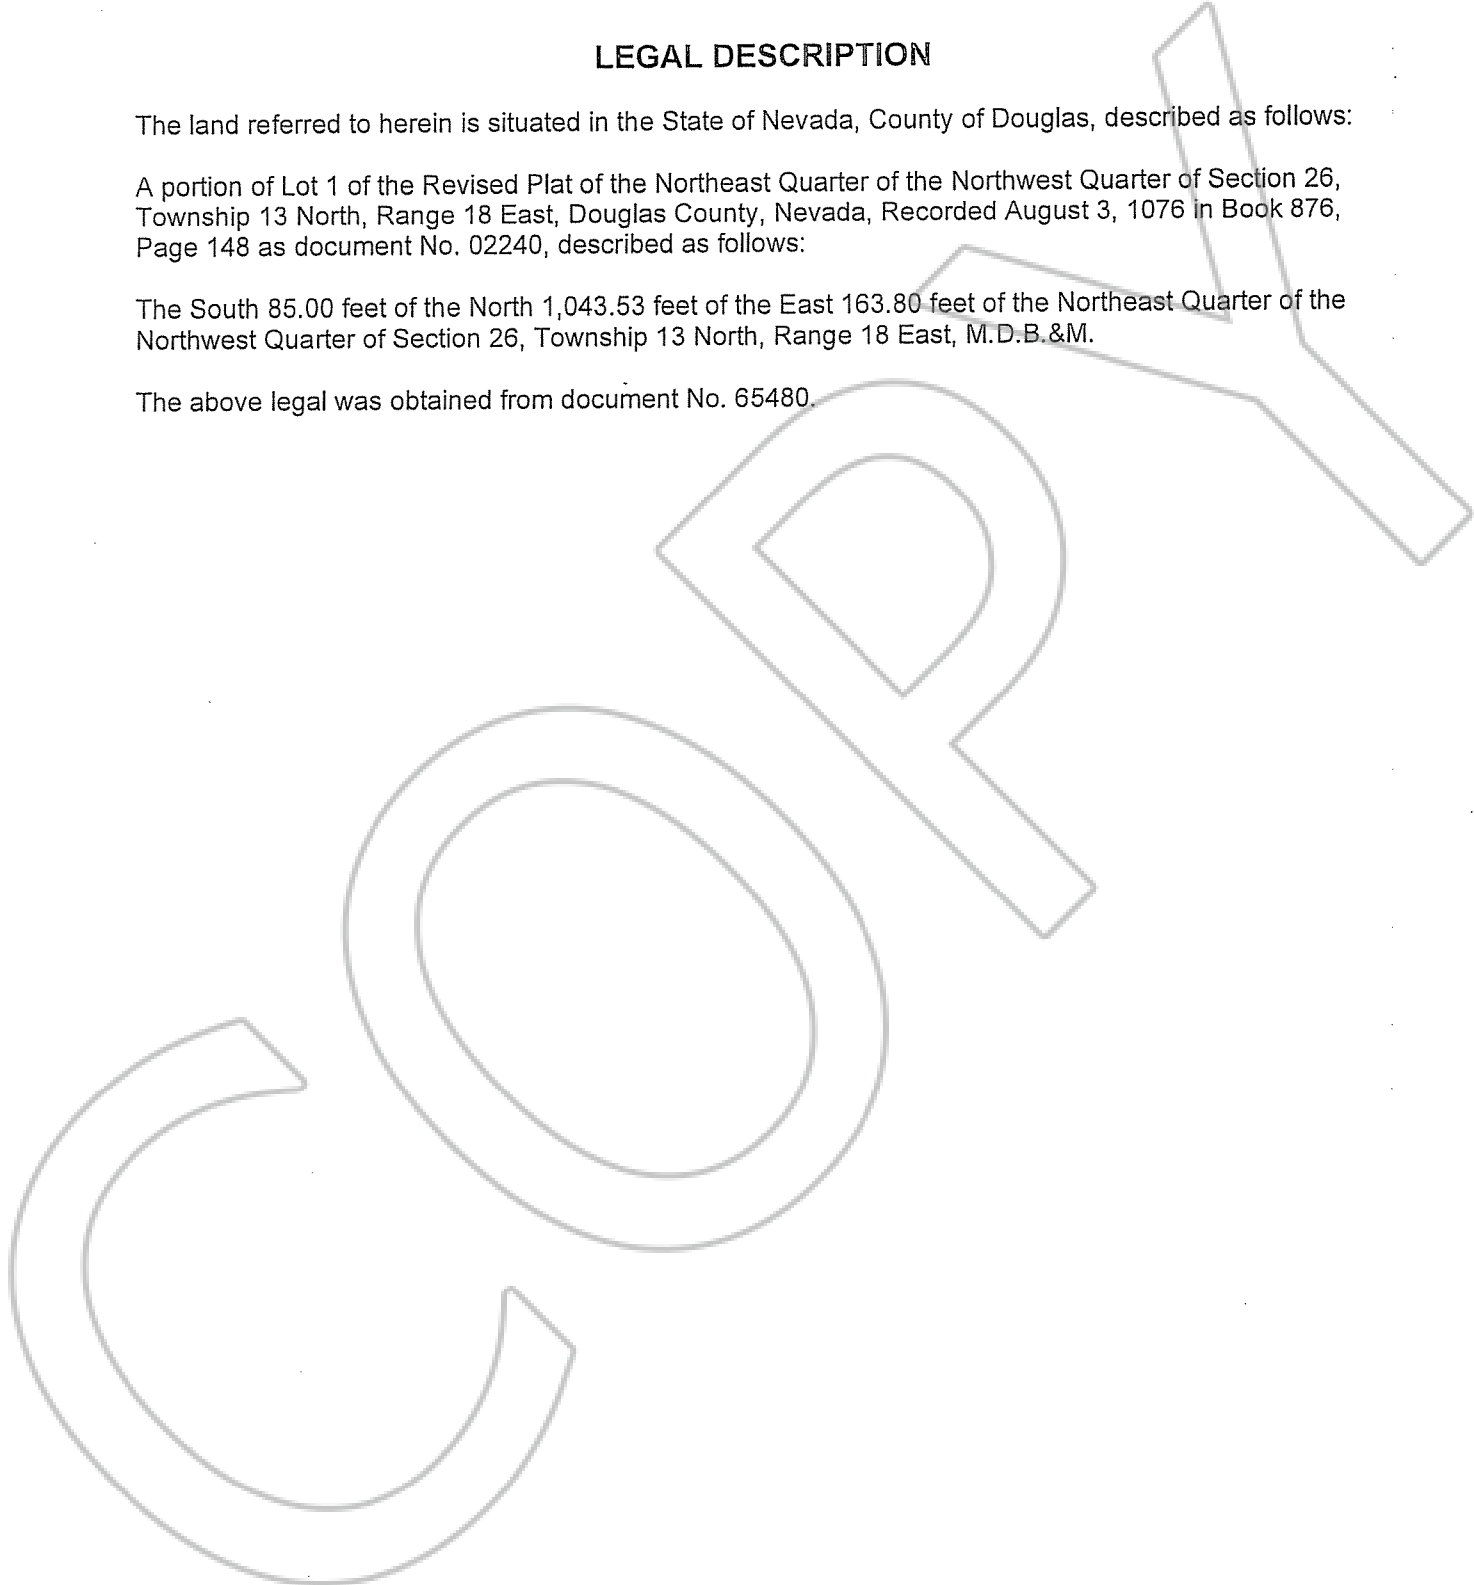 LEGAL DESCRIPTION
The land referred to herein is situated in the State of Nevada, County of Douglas, described as follows:
A portion of Lot 1 of the Revised Plat of the Northeast Quarter of the Northwest Quarter of Section 26,
Township 13 North, Range 18 East, Douglas County, Nevada, Recorded August 3, 1076 in Book 876,
Page 148 as document No. 02240, described as follows:
The South 85.00 feet of the North 1,043.53 feet of the East 163.80 feet of the Northeast Quarter of the
Northwest Quarter of Section 26, Township 13 North, Range 18 East, M.D.B.&M.
The above legal was obtained from document No. 65480.
COPY